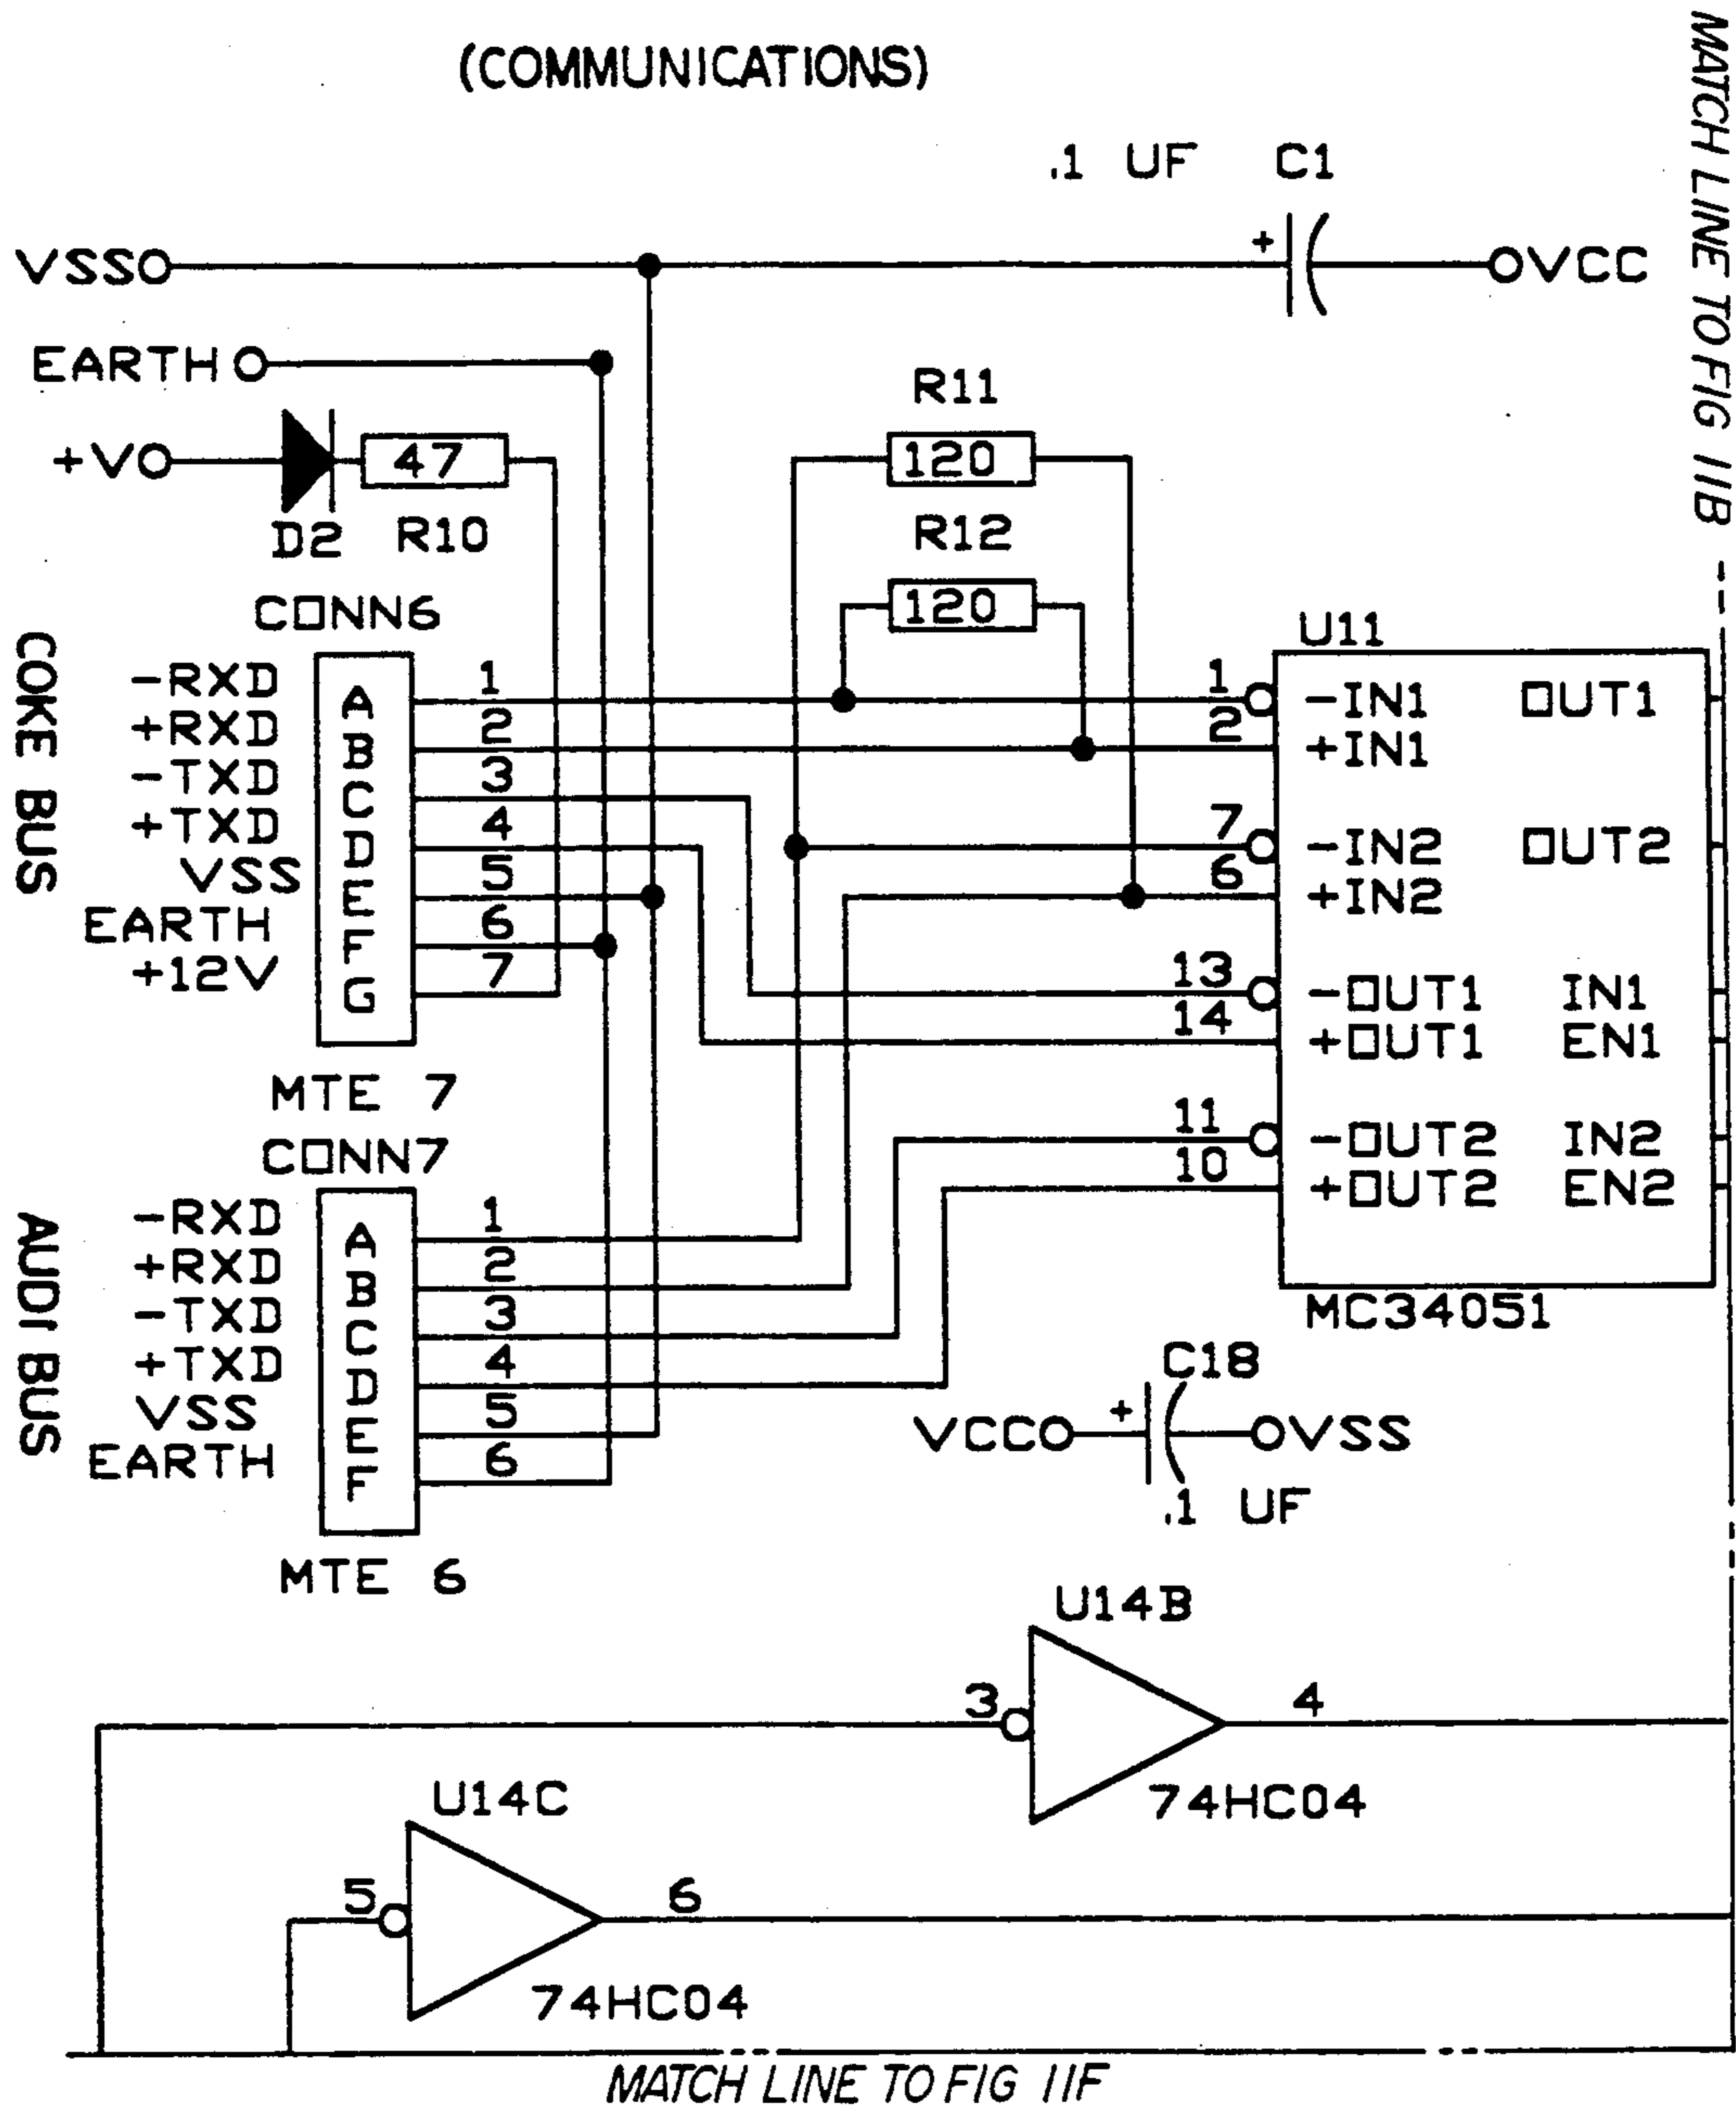 (COMMUNICATIONS)
MATCH LINE TO FIG 11B
.1 UF C1
VSS + VCC
EARTH
+V 47
D2 R10
R11
120
R12
120
COKE BUS
CONN6
-RXD A 1
+RXD B 2
-TXD C 3
+TXD D 4
VSS E 5
EARTH F 6
+12V G 7
MTE 7
U11
1 -IN1 OUT1
2 +IN1
7 -IN2 OUT2
6 +IN2
13 -OUT1 IN1
14 +OUT1 EN1
11 -OUT2 IN2
10 +OUT2 EN2
MC34051
AUDI BUS
CONN7
-RXD A 1
+RXD B 2
-TXD C 3
+TXD D 4
VSS E 5
EARTH F 6
MTE 6
C18
VCC + VSS
.1 UF
U14B
3 4
74HC04
U14C
5 6
74HC04
MATCH LINE TO FIG 11F